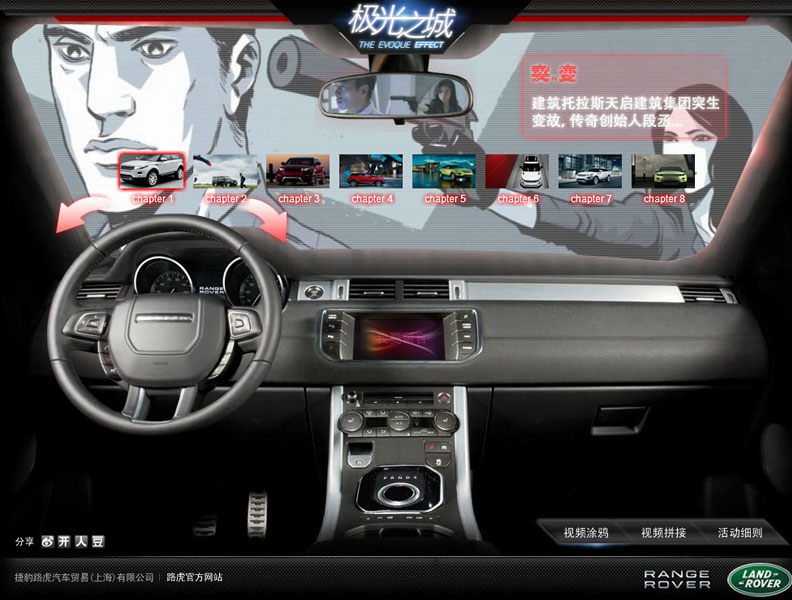 极光之城
THE EVOQUE EFFECT
突.变
建筑托拉斯天启建筑集团突生
变故,传奇创始人段丞...
chapter 1
chapter 2
chapter 3
chapter 4
chapter 5
chapter 6
chapter 7
chapter 8
RANGE
ROVER
视频涂鸦
视频拼接
活动细则
分享
开 人 豆
捷豹路虎汽车贸易(上海)有限公司 | 路虎官方网站
RANGE
ROVER
LAND
ROVER